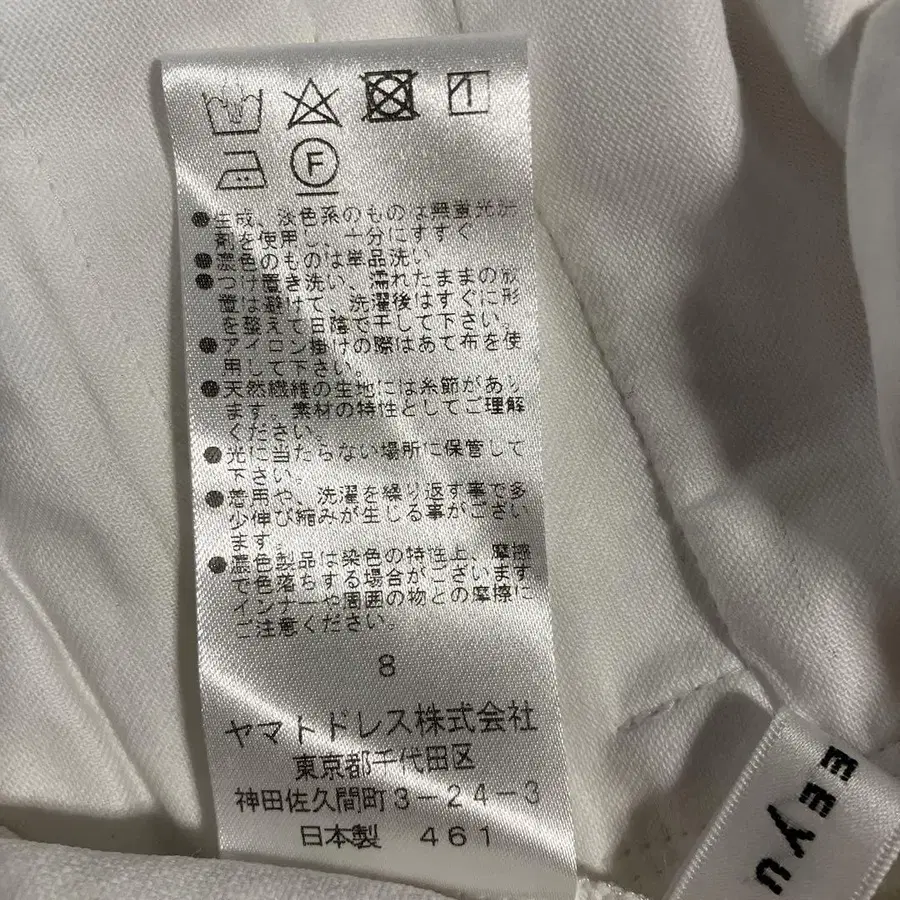 F
●生成、淡色系のものは無蛍光洗
剤を使用し、十分にすすぐ
●濃色のものは単品洗い
●つけ置き洗い、濡れたままの放
置は避けて、洗濯後はすぐに形
を整えて日陰で干して下さい。
●アイロン掛けの際はあて布を使
用して下さい。
●天然繊維の生地には糸節があり
ます。素材の特性としてご理解
ください。
●光に当たらない場所に保管して
下さい。
●着用や、洗濯を繰り返す事で多
少伸び縮みが生じる事がござい
ます。
●濃色製品は染色の特性上、摩擦
で色落ちする場合がございます
インナーや周囲の物との摩擦に
ご注意ください。
8
ヤマトドレス株式会社
東京都千代田区
神田佐久間町3-24-3
日本製 461
EEYU